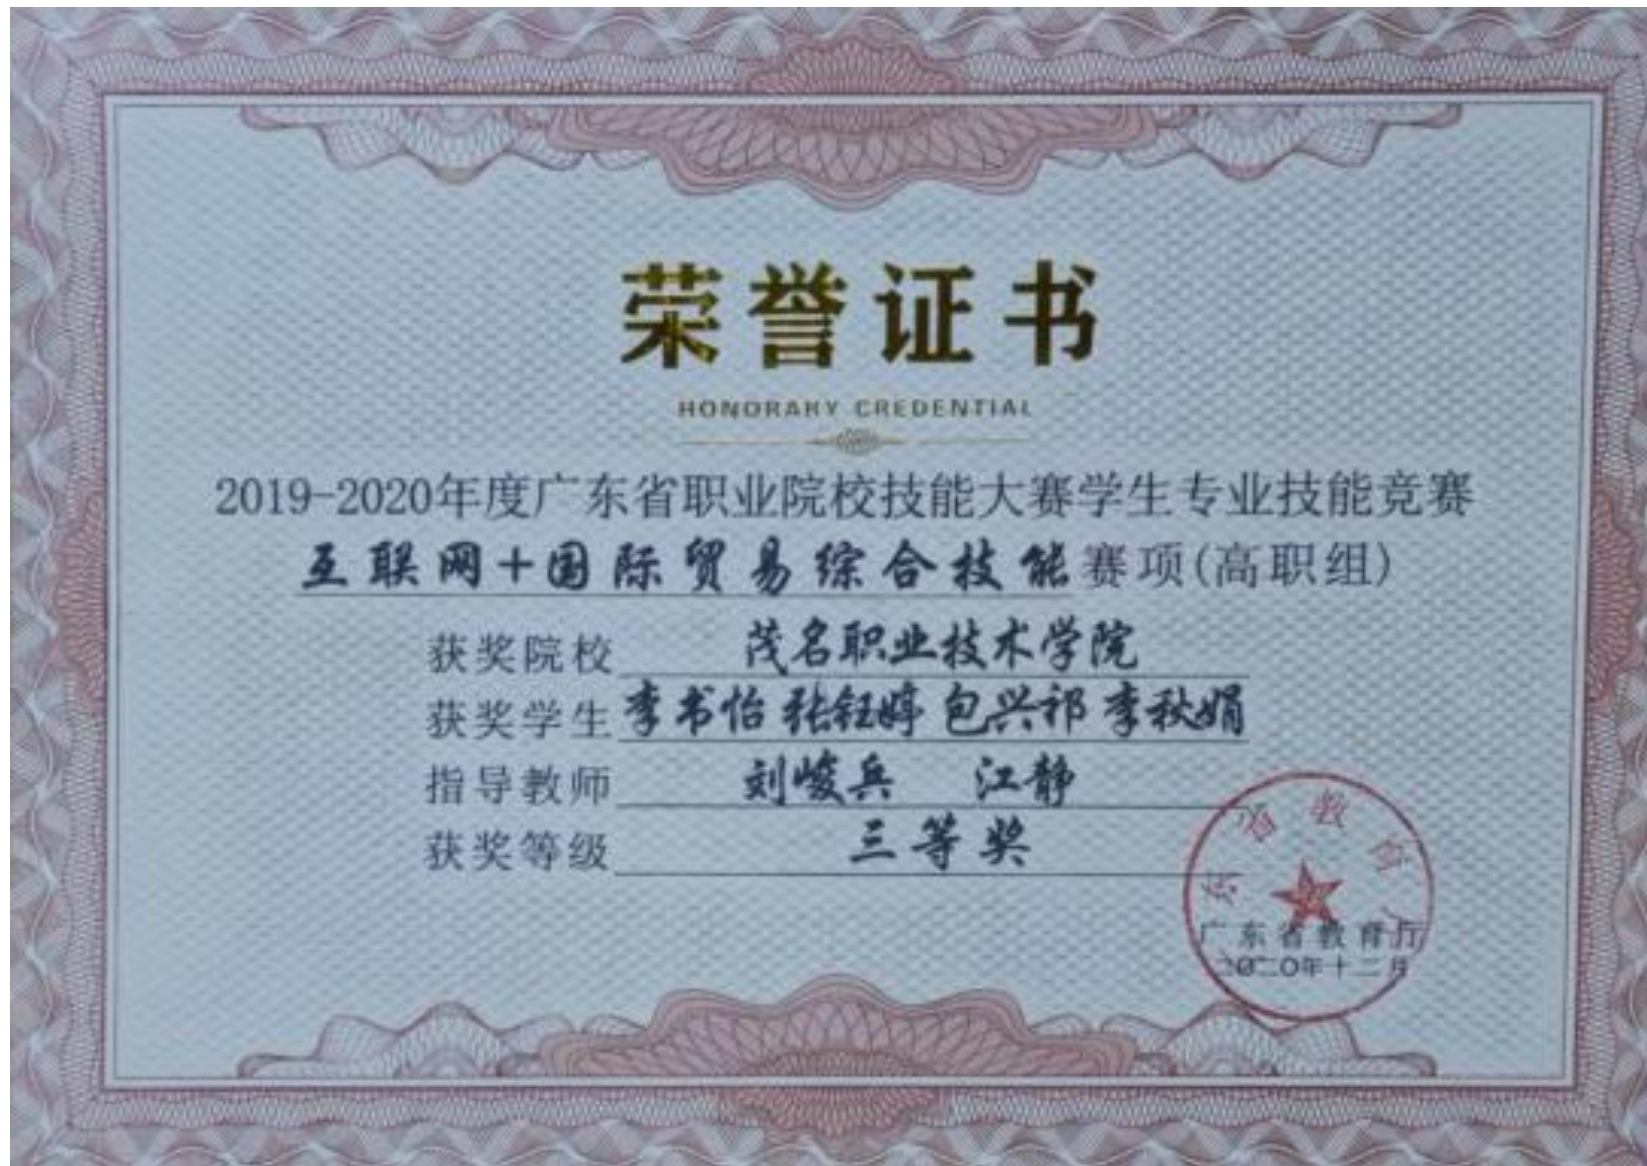 荣誉证书
HONORARY CREDENTIAL
2019-2020年度广东省职业院校技能大赛学生专业技能竞赛
互联网+国际贸易综合技能赛项(高职组)
获奖院校 茂名职业技术学院
获奖学生 李书怡 张钰婷 包兴祁 李秋娟
指导教师 刘峻兵 江静
获奖等级 三等奖
广东省教育厅
二〇二〇年十二月